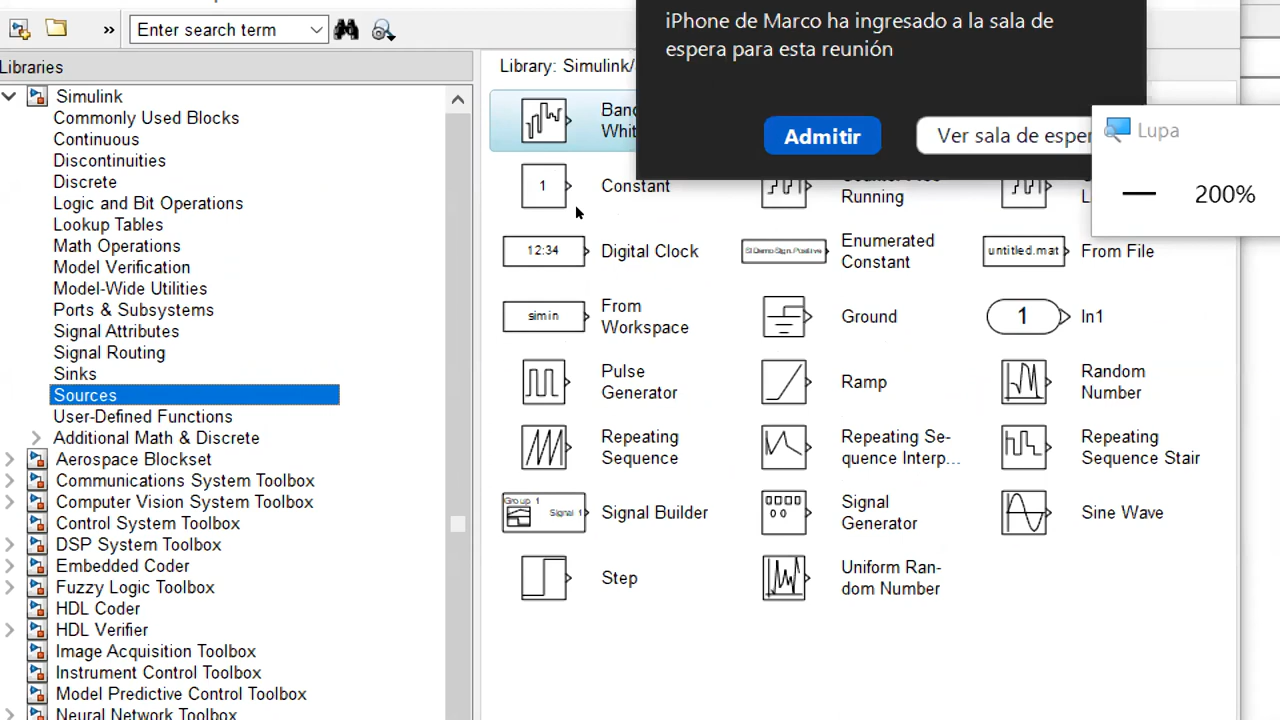 iPhone de Marco ha ingresado a la sala de
espera para esta reunión
Admitir
Ver sala de esper
Lupa
200%
»
Enter search term
Libraries
Simulink
Commonly Used Blocks
Continuous
Discontinuities
Discrete
Logic and Bit Operations
Lookup Tables
Math Operations
Model Verification
Model-Wide Utilities
Ports & Subsystems
Signal Attributes
Signal Routing
Sinks
Sources
User-Defined Functions
Additional Math & Discrete
Aerospace Blockset
Communications System Toolbox
Computer Vision System Toolbox
Control System Toolbox
DSP System Toolbox
Embedded Coder
Fuzzy Logic Toolbox
HDL Coder
HDL Verifier
Image Acquisition Toolbox
Instrument Control Toolbox
Model Predictive Control Toolbox
Neural Network Toolbox
Library: Simulink/
Ban
Whit
1
Constant
Running
12:34
Digital Clock
Enumerated
Constant
untitled.mat
From File
simin
From
Workspace
Ground
1
In1
Pulse
Generator
Ramp
Random
Number
Repeating
Sequence
Repeating Se-
quence Interp...
Repeating
Sequence Stair
Group 1
Signal 1
Signal Builder
Signal
Generator
Sine Wave
Step
Uniform Ran-
dom Number